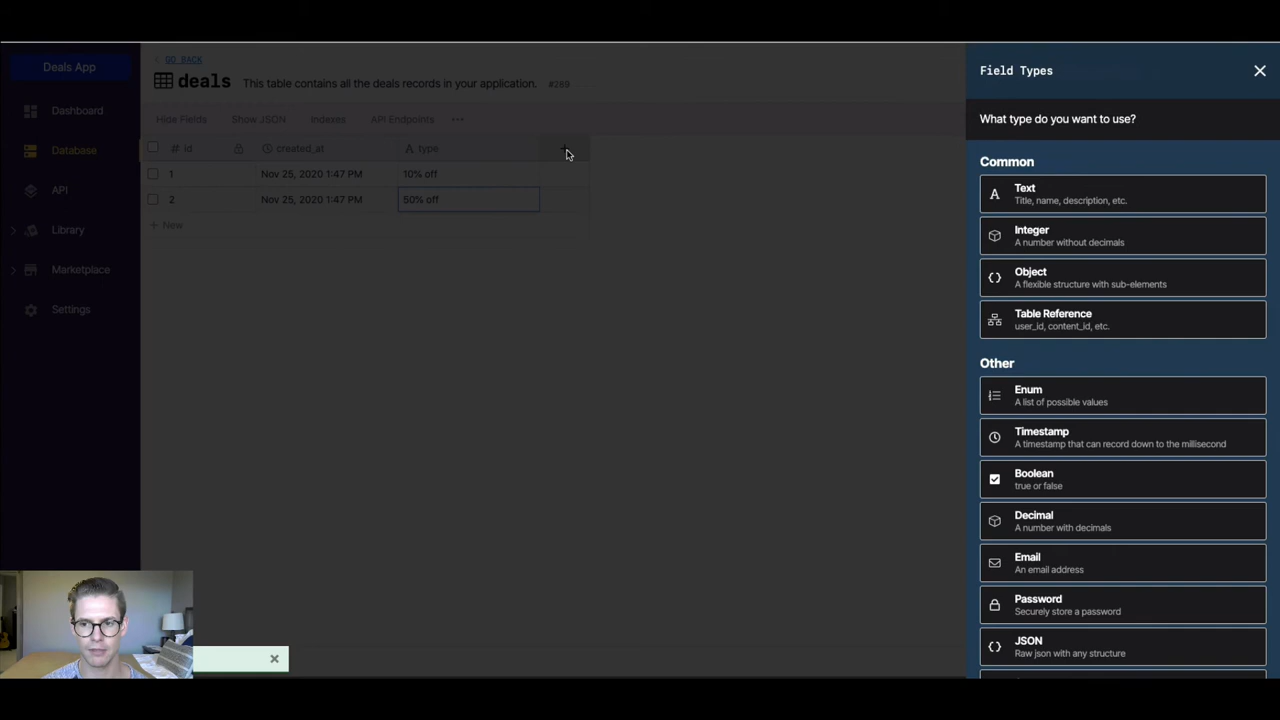 Deals App
Dashboard
Database
API
Library
Marketplace
Settings
GO BACK
deals This table contains all the deals records in your application. #289
Hide Fields Show JSON Indexes API Endpoints
# id created_at A type +
1 Nov 25, 2020 1:47 PM 10% off
2 Nov 25, 2020 1:47 PM 50% off
+ New
Field Types
What type do you want to use?
Common
Text
Title, name, description, etc.
Integer
A number without decimals
Object
A flexible structure with sub-elements
Table Reference
user_id, content_id, etc.
Other
Enum
A list of possible values
Timestamp
A timestamp that can record down to the millisecond
Boolean
true or false
Decimal
A number with decimals
Email
An email address
Password
Securely store a password
JSON
Raw json with any structure